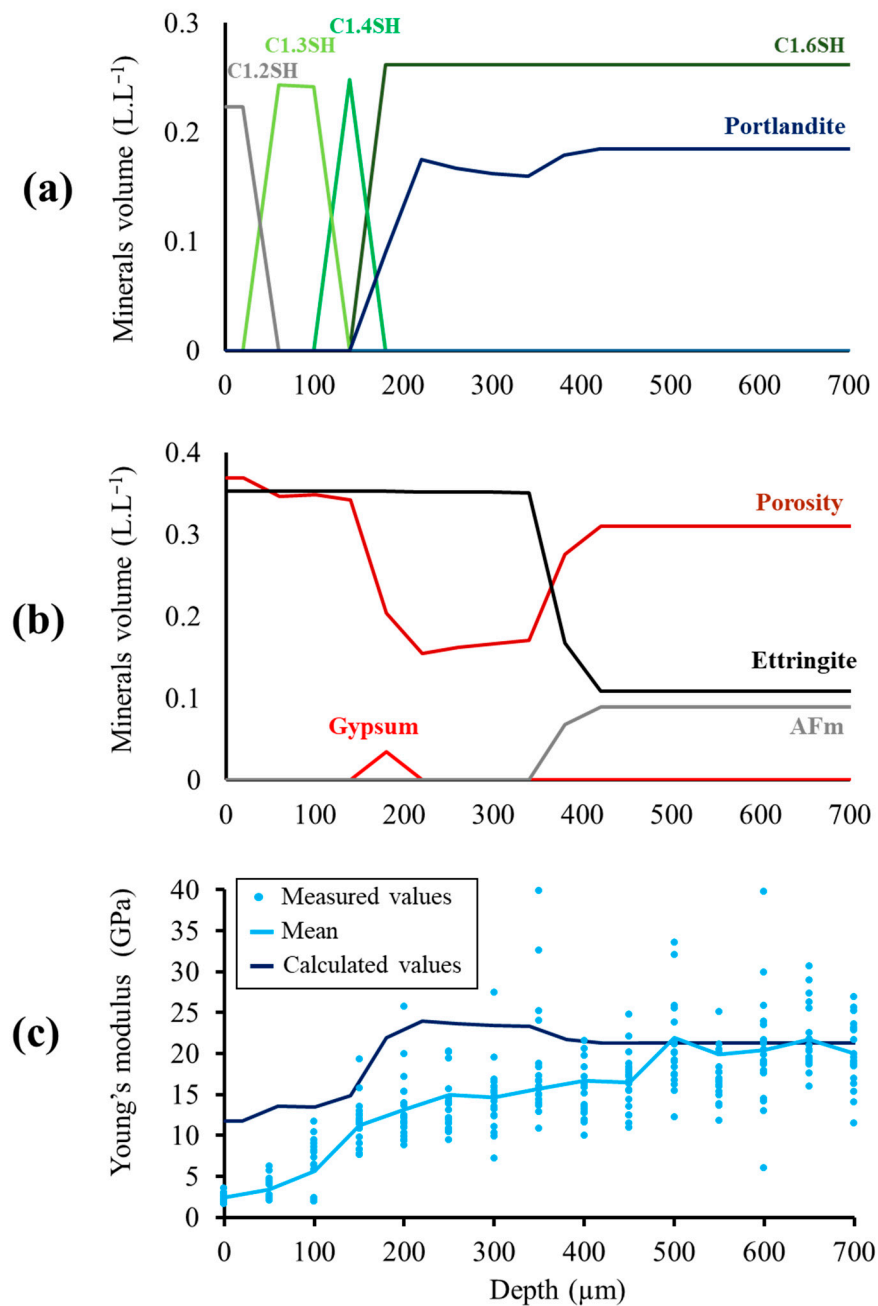 (a)
Minerals volume (L.L⁻¹)
0.3
0.2
0.1
0
C1.2SH
C1.3SH
C1.4SH
C1.6SH
Portlandite
0 100 200 300 400 500 600 700
(b)
Minerals volume (L.L⁻¹)
0.4
0.3
0.2
0.1
0
Porosity
Ettringite
Gypsum
AFm
0 100 200 300 400 500 600 700
(c)
Young's modulus (GPa)
40
35
30
25
20
15
10
5
0
Measured values
Mean
Calculated values
0 100 200 300 400 500 600 700
Depth (µm)